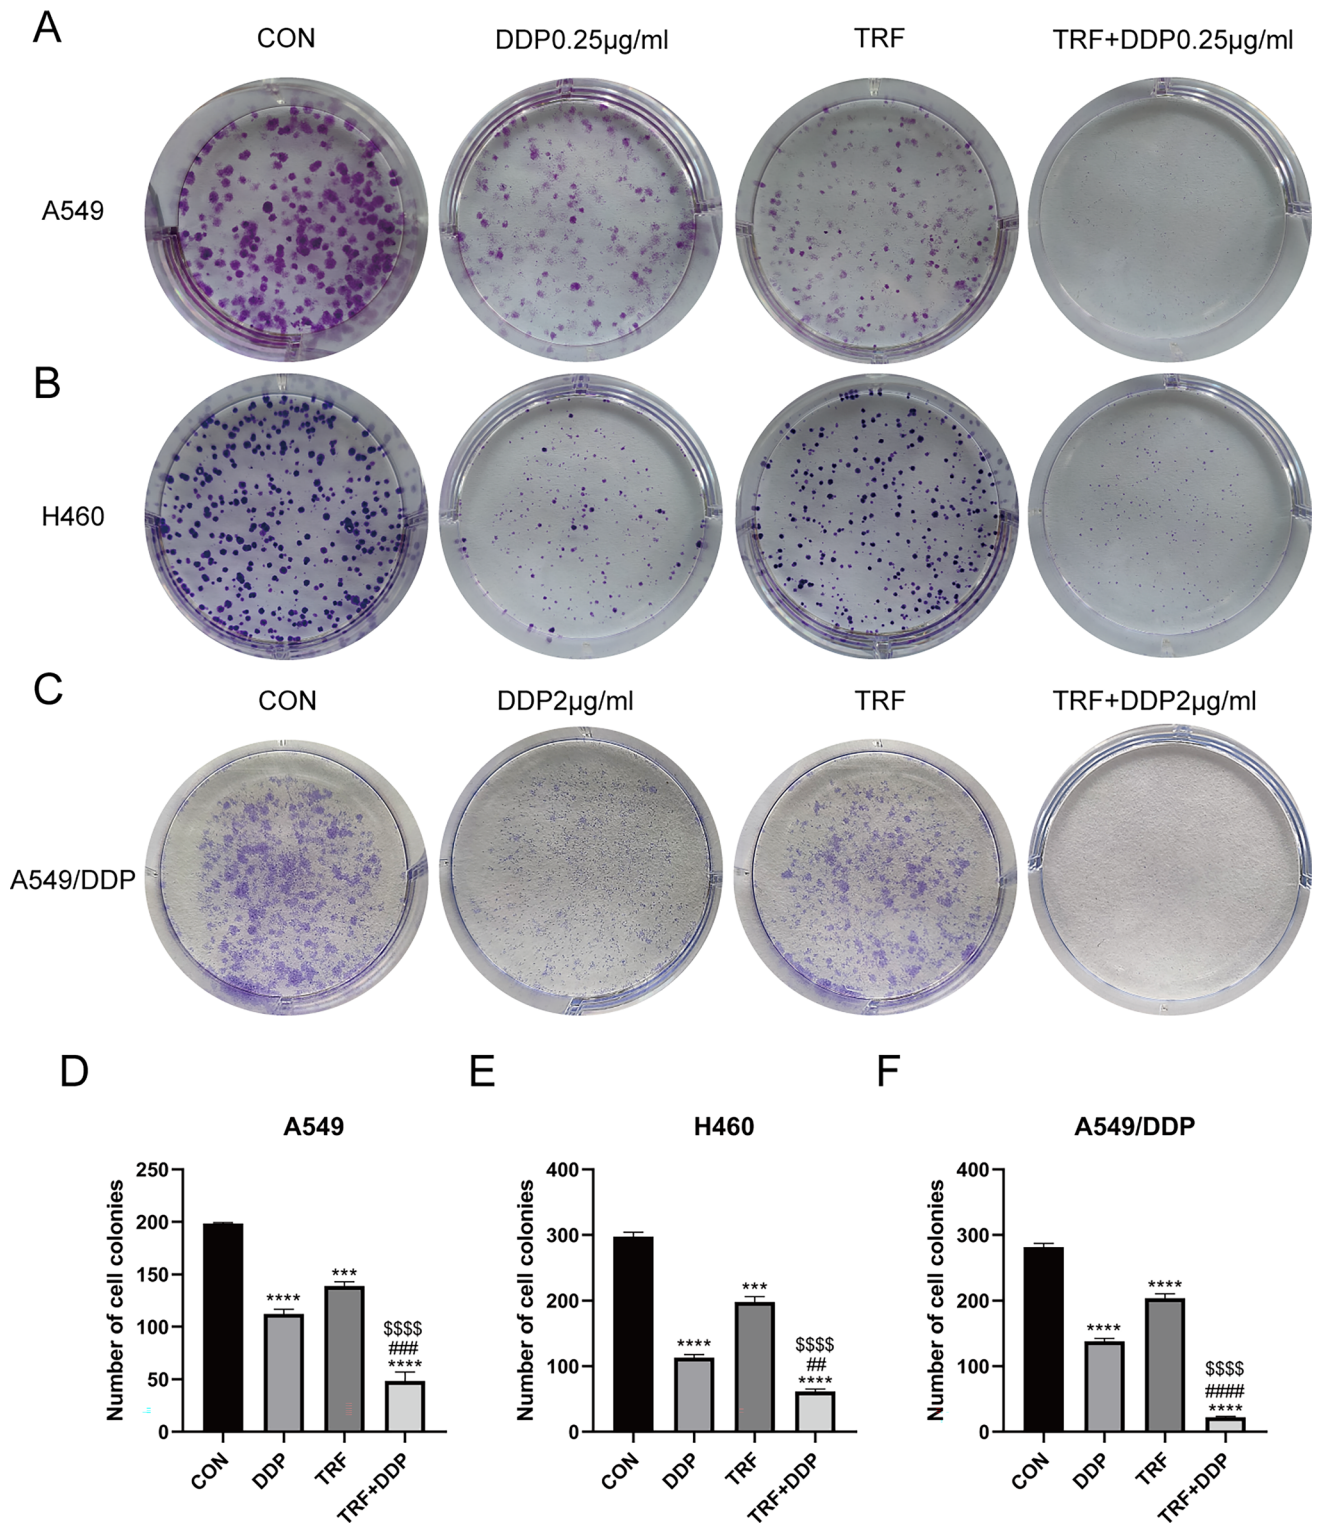 A
CON DDP0.25µg/ml TRF TRF+DDP0.25µg/ml
A549
B
H460
C
CON DDP2µg/ml TRF TRF+DDP2µg/ml
A549/DDP
D
A549
Number of cell colonies
250
200
150
100
50
0
****
***
$$$$
###
****
CON DDP TRF TRF+DDP
E
H460
Number of cell colonies
400
300
200
100
0
****
***
$$$$
##
****
CON DDP TRF TRF+DDP
F
A549/DDP
Number of cell colonies
400
300
200
100
0
****
****
$$$$
####
****
CON DDP TRF TRF+DDP